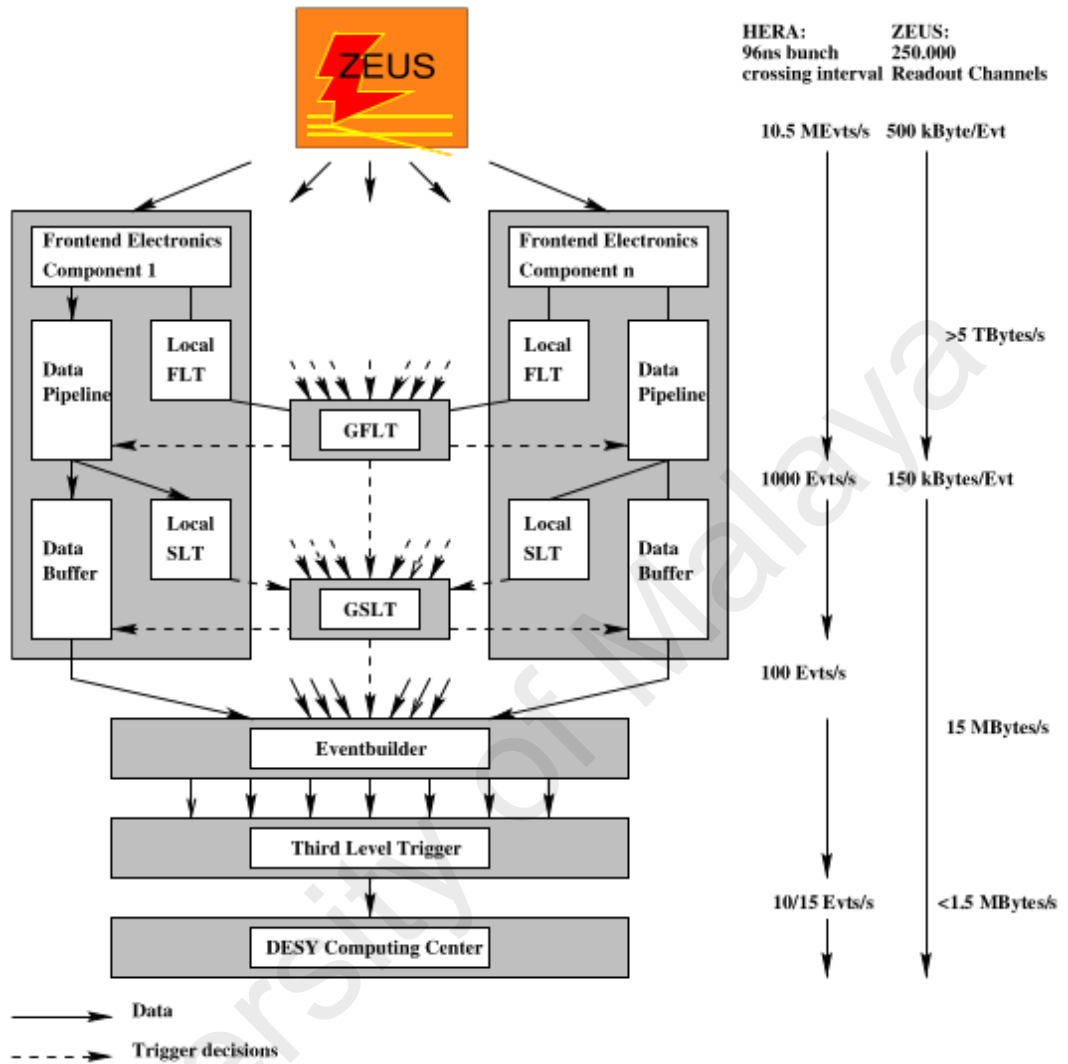 ZEUS
HERA:
96ns bunch
crossing interval
ZEUS:
250.000
Readout Channels
10.5 MEvts/s
500 kByte/Evt
Frontend Electronics
Component 1
Frontend Electronics
Component n
Data
Pipeline
Local
FLT
Local
FLT
Data
Pipeline
>5 TBytes/s
GFLT
1000 Evts/s
150 kBytes/Evt
Data
Buffer
Local
SLT
Local
SLT
Data
Buffer
GSLT
100 Evts/s
Eventbuilder
15 MBytes/s
Third Level Trigger
10/15 Evts/s
<1.5 MBytes/s
DESY Computing Center
Data
Trigger decisions
ersity of Malaya